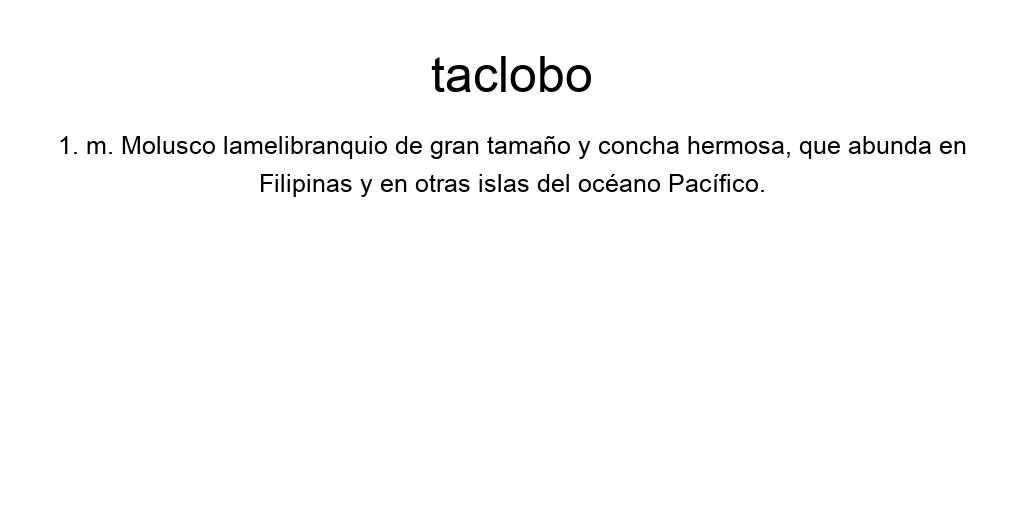 taclobo
1. m. Molusco lamelibranquio de gran tamaño y concha hermosa, que abunda en
Filipinas y en otras islas del océano Pacífico.